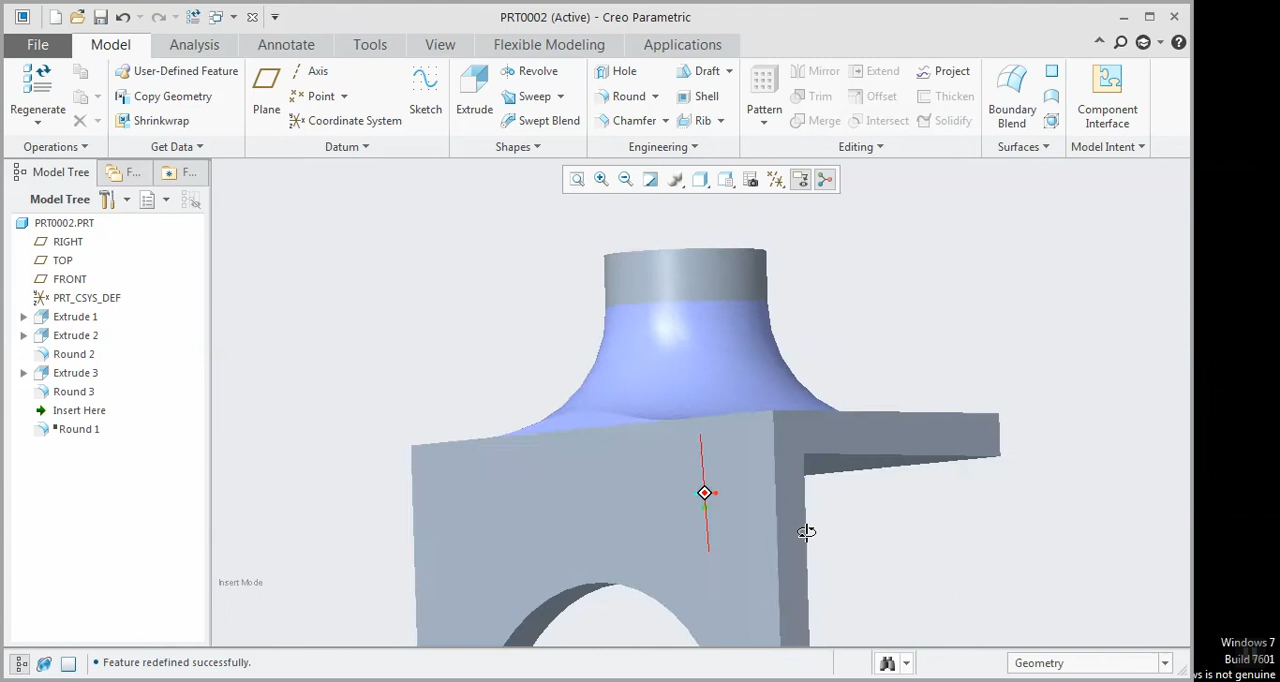 PRT0002 (Active) - Creo Parametric
File Model Analysis Annotate Tools View Flexible Modeling Applications
Regenerate
Operations
User-Defined Feature
Copy Geometry
Shrinkwrap
Get Data
Plane
Axis
Point
Coordinate System
Sketch
Datum
Extrude
Revolve
Sweep
Swept Blend
Shapes
Hole
Round
Chamfer
Draft
Shell
Rib
Engineering
Pattern
Mirror
Trim
Merge
Extend
Offset
Intersect
Project
Thicken
Solidify
Editing
Boundary
Blend
Surfaces
Component
Interface
Model Intent
Model Tree F... F...
Model Tree
PRT0002.PRT
RIGHT
TOP
FRONT
PRT_CSYS_DEF
Extrude 1
Extrude 2
Round 2
Extrude 3
Round 3
Insert Here
Round 1
Insert Mode
• Feature redefined successfully.
Geometry
Windows 7
Build 7601
ws is not genuine